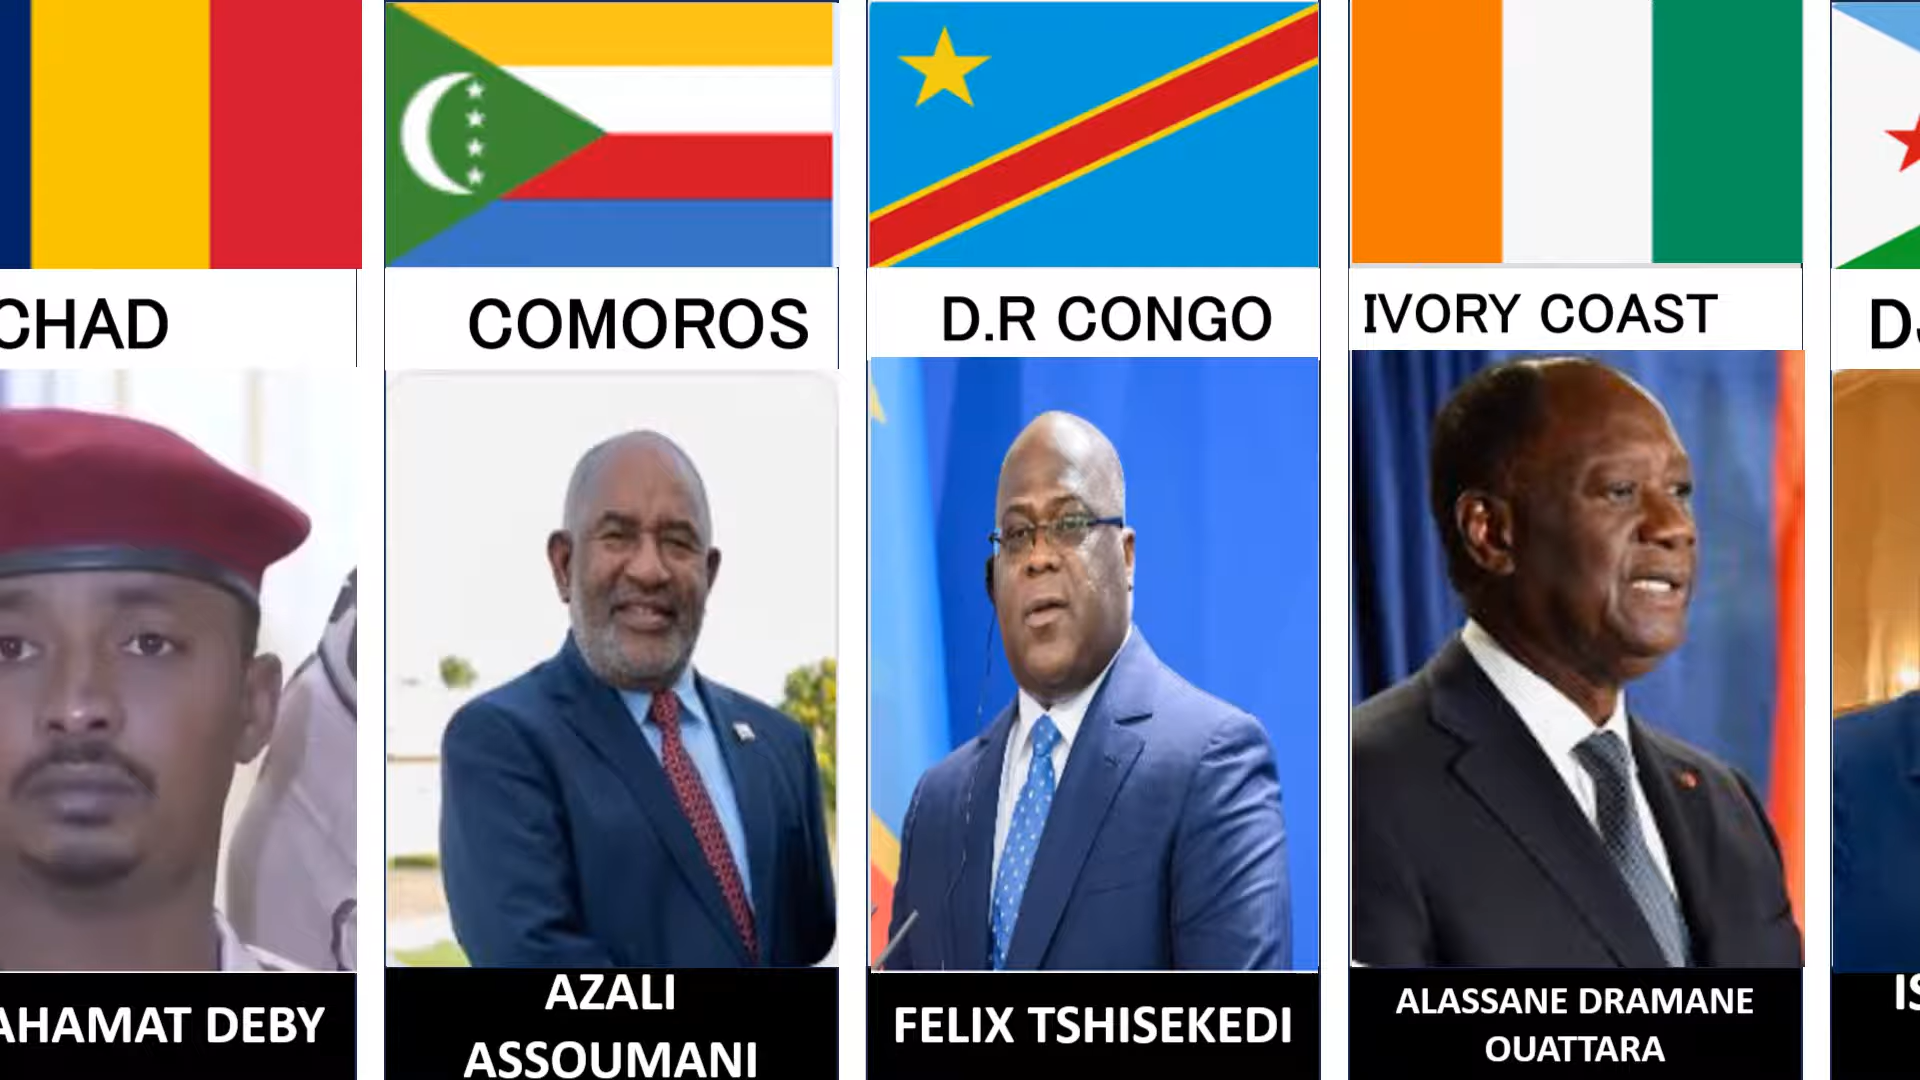 CHAD
COMOROS
D.R CONGO
IVORY COAST
AHAMAT DEBY
AZALI
ASSOUMANI
FELIX TSHISEKEDI
ALASSANE DRAMANE
OUATTARA